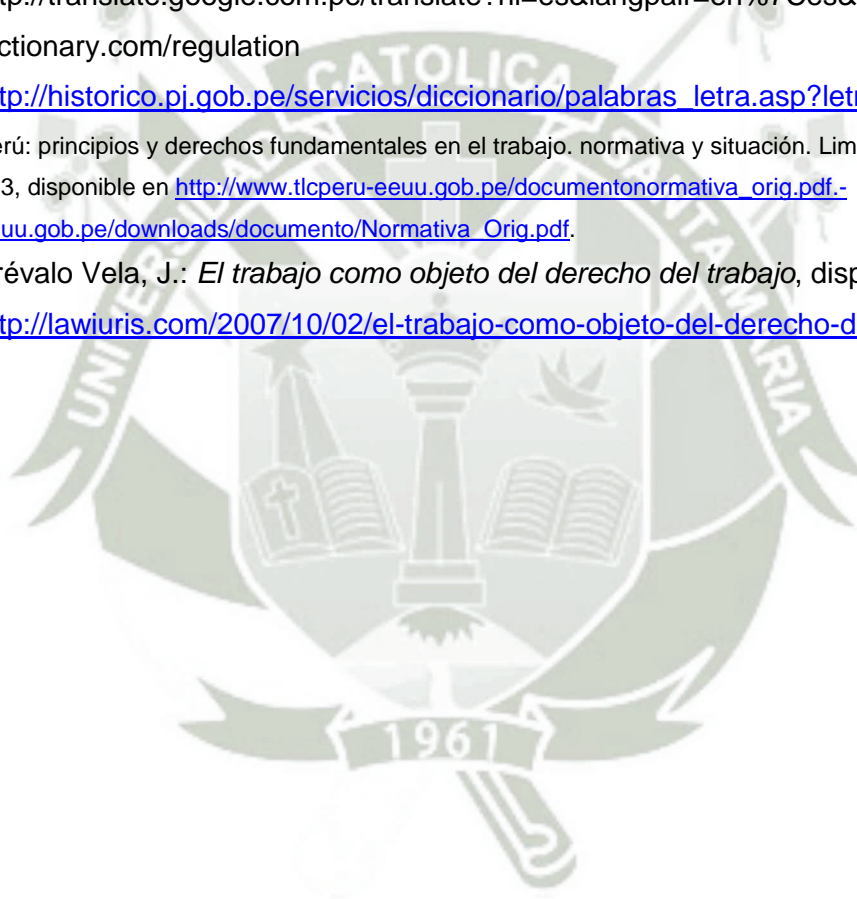 tp://translate.google.com.pe/translate?hl=es&langpair=en%7Ces&
ctionary.com/regulation
tp://historico.pj.gob.pe/servicios/diccionario/palabras_letra.asp?letr
erú: principios y derechos fundamentales en el trabajo. normativa y situación. Lim
3, disponible en http://www.tlcperu-eeuu.gob.pe/documentonormativa_orig.pdf.-
uu.gob.pe/downloads/documento/Normativa_Orig.pdf.
révalo Vela, J.: El trabajo como objeto del derecho del trabajo, disp
tp://lawiuris.com/2007/10/02/el-trabajo-como-objeto-del-derecho-d
UNIVERSIDAD CATOLICA SANTA MARIA
1961